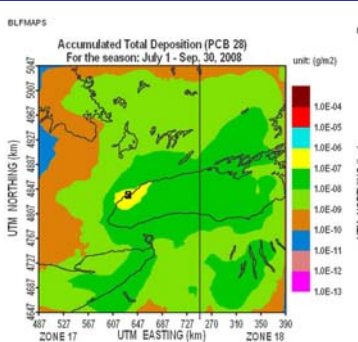 BLFMAPS
Accumulated Total Deposition (PCB 28)
For the season: July 1 - Sep. 30, 2008
unit: (g/m2)
UTM NORTHING (km)
5047
5007
4967
4927
4887
4847
4807
4767
4727
4687
4647
a
1.0E-04
1.0E-05
1.0E-06
1.0E-07
1.0E-08
1.0E-09
1.0E-10
1.0E-11
1.0E-12
1.0E-13
487 527 567 607 647 687 270 310 350 390
ZONE 17 UTM EASTING (km) ZONE 18